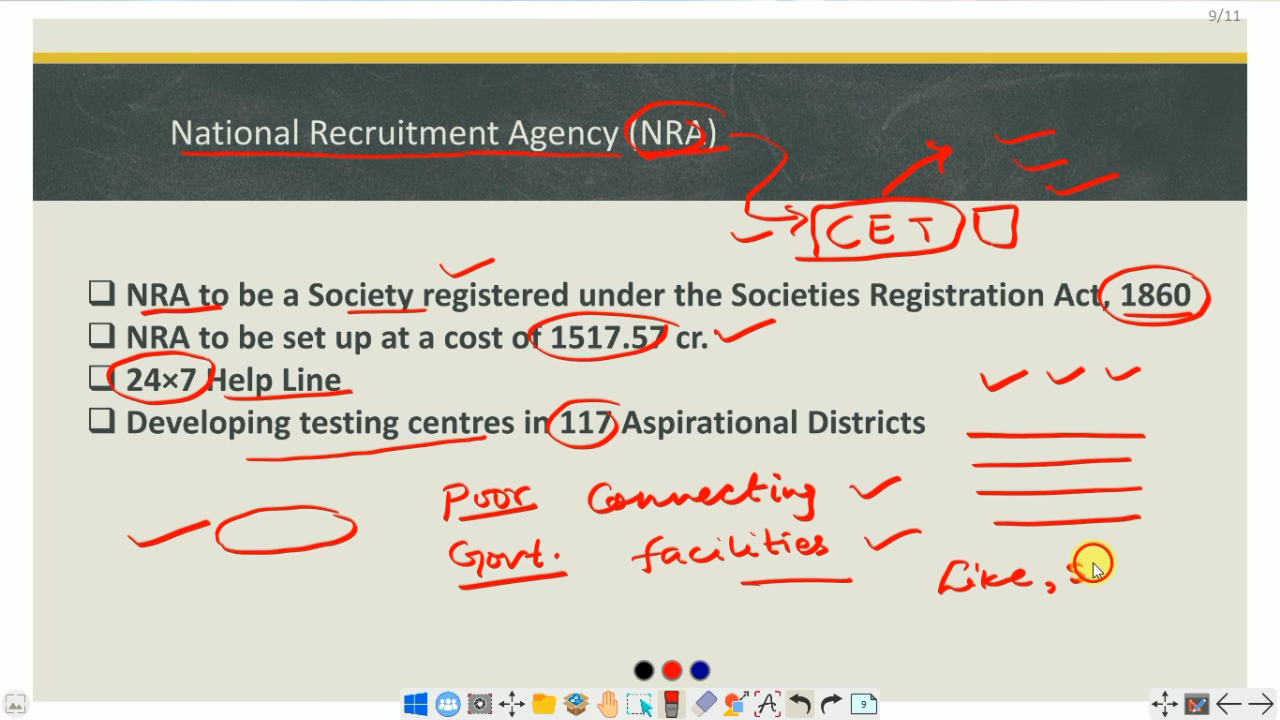 9/11
National Recruitment Agency (NRA)
CET
NRA to be a Society registered under the Societies Registration Act, 1860
NRA to be set up at a cost of 1517.57 cr.
24×7 Help Line
Developing testing centres in 117 Aspirational Districts
Poor Connecting
Govt. facilities
Like, S
9